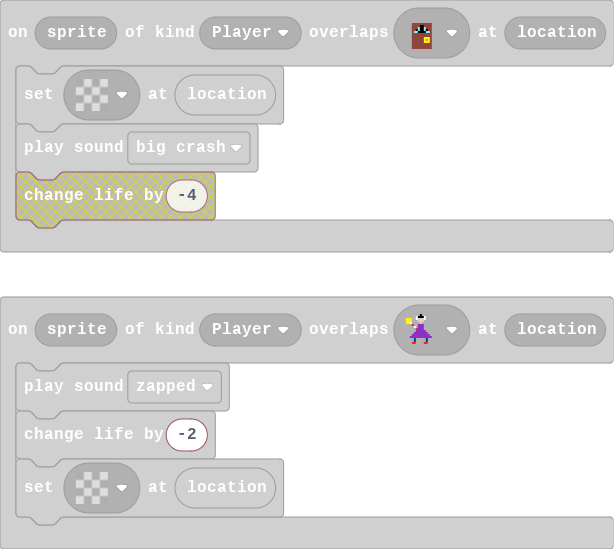 on sprite of kind Player overlaps at location
set at location
play sound big crash
change life by -4
on sprite of kind Player overlaps at location
play sound zapped
change life by -2
set at location